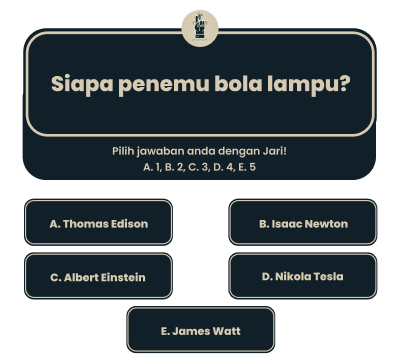 Siapa penemu bola lampu?
Pilih jawaban anda dengan Jari!
A. 1, B. 2, C. 3, D. 4, E. 5
A. Thomas Edison
B. Isaac Newton
C. Albert Einstein
D. Nikola Tesla
E. James Watt